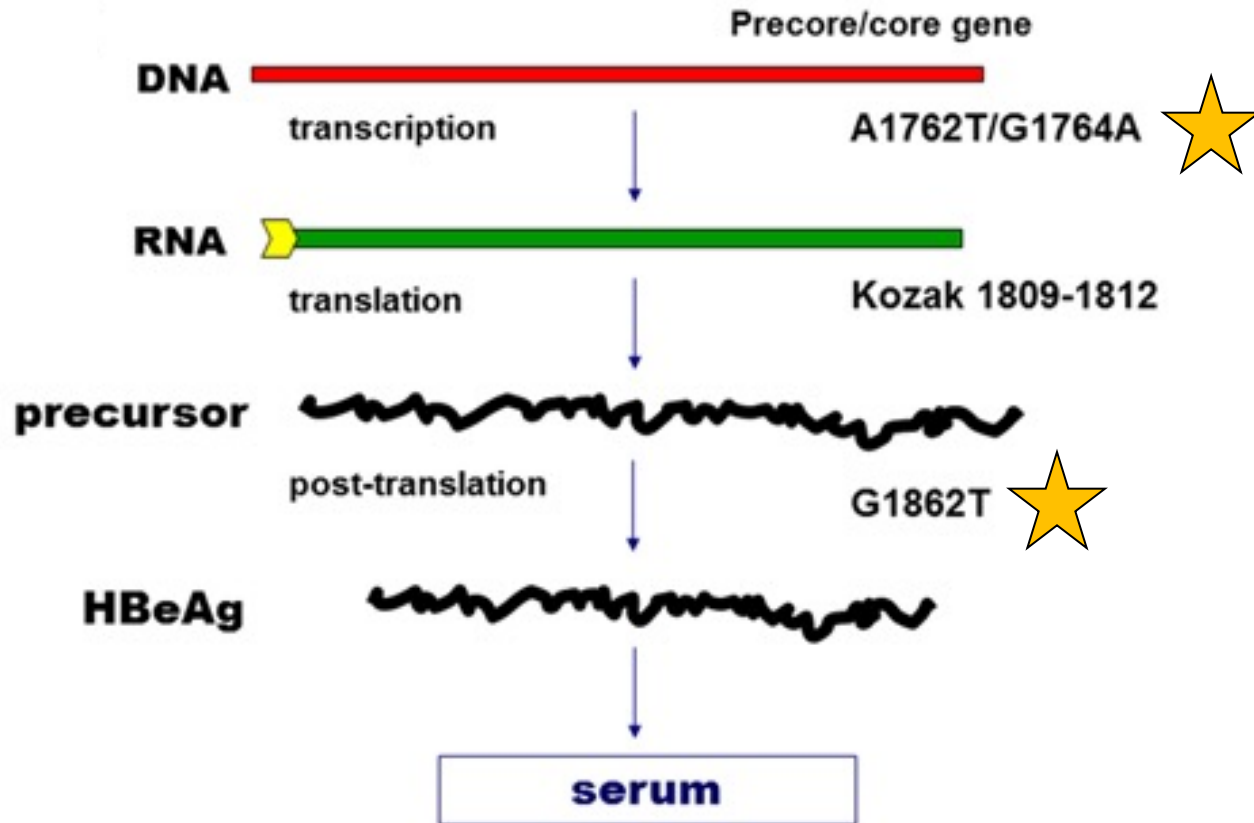 Precore/core gene
DNA
transcription
A1762T/G1764A
RNA
translation
Kozak 1809-1812
precursor
post-translation
G1862T
HBeAg
serum